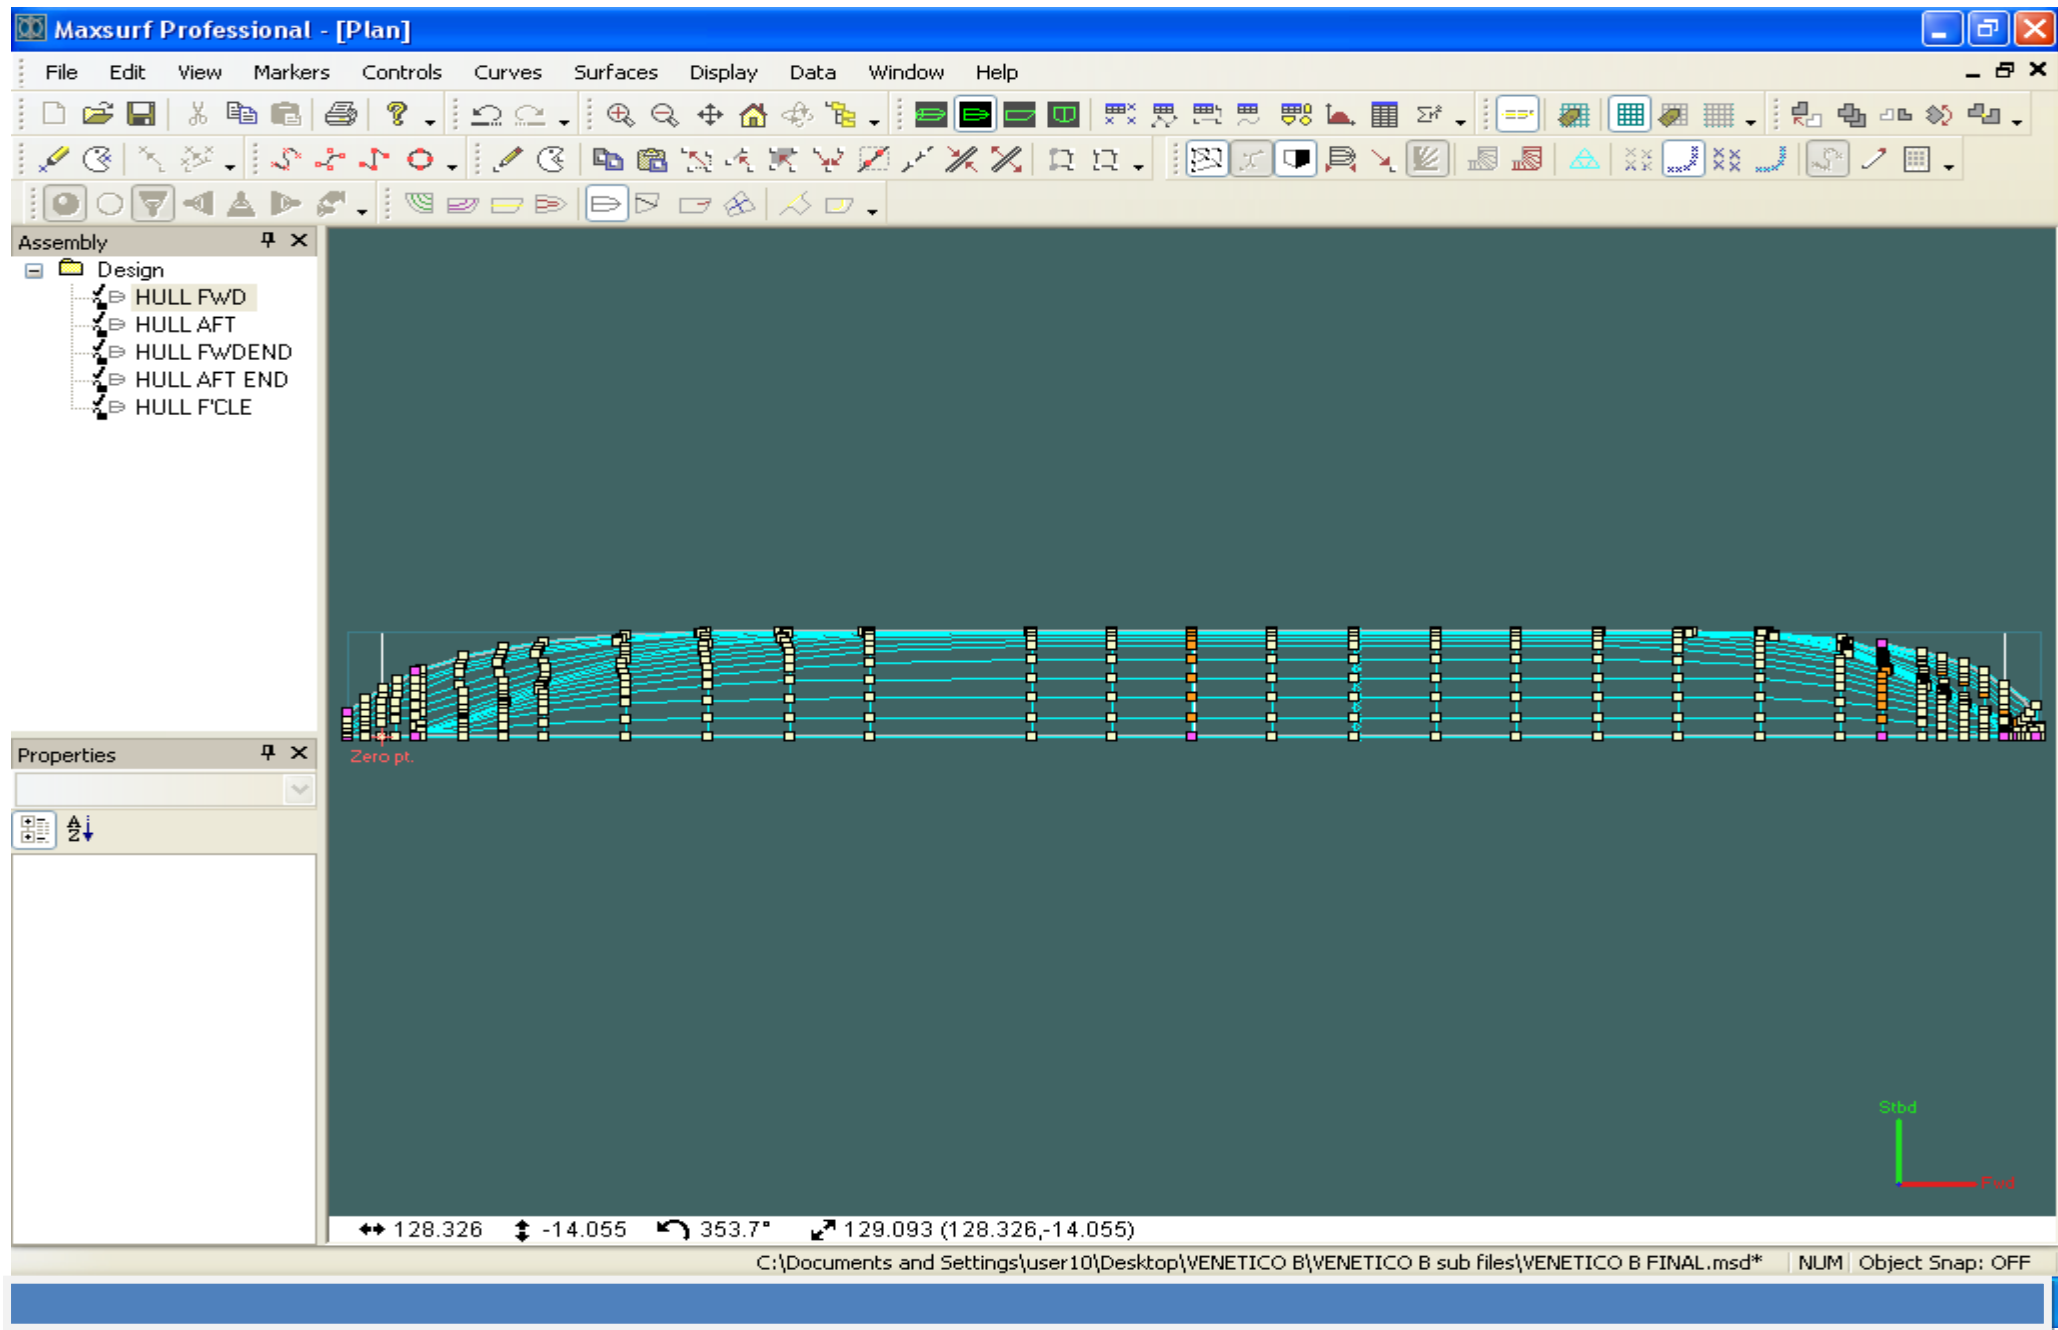 Maxsurf Professional - [Plan]
File Edit View Markers Controls Curves Surfaces Display Data Window Help
Assembly
Design
HULL FWD
HULL AFT
HULL FWDEND
HULL AFT END
HULL F'CLE
Properties
Zero pt.
Stbd
Fwd
128.326 -14.055 353.7° 129.093 (128.326,-14.055)
C:\Documents and Settings\user10\Desktop\VENETICO B\VENETICO B sub files\VENETICO B FINAL.msd* NUM Object Snap: OFF